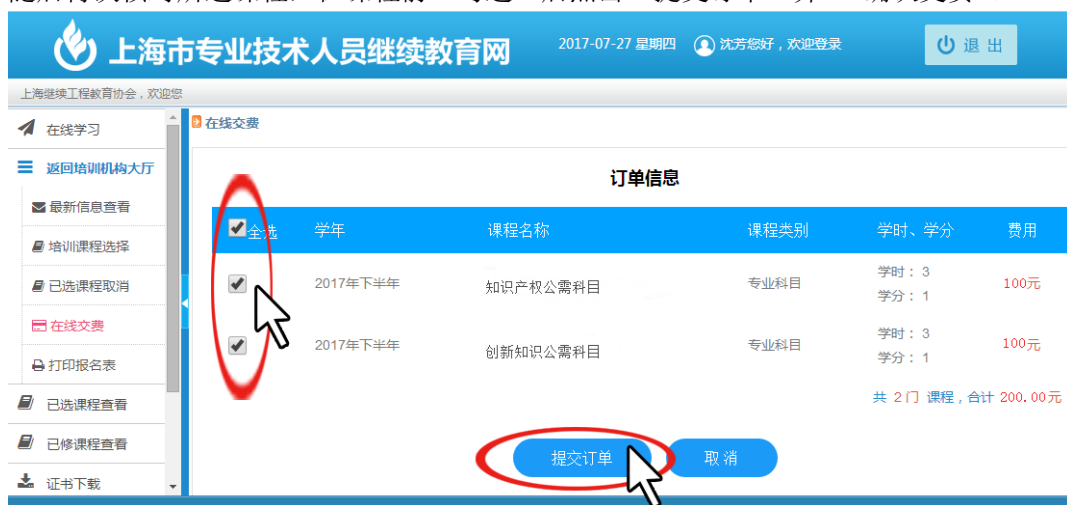 上海市专业技术人员继续教育网
2017-07-27 星期四
沈芳您好，欢迎登录
退 出
上海继续工程教育协会，欢迎您
在线学习
返回培训机构大厅
最新信息查看
培训课程选择
已选课程取消
在线交费
打印报名表
已选课程查看
已修课程查看
证书下载
在线交费
订单信息
全选 学年 课程名称 课程类别 学时、学分 费用
2017年下半年 知识产权公需科目 专业科目 学时：3 100元
学分：1
2017年下半年 创新知识公需科目 专业科目 学时：3 100元
学分：1
共 2门 课程，合计 200.00元
提交订单 取 消